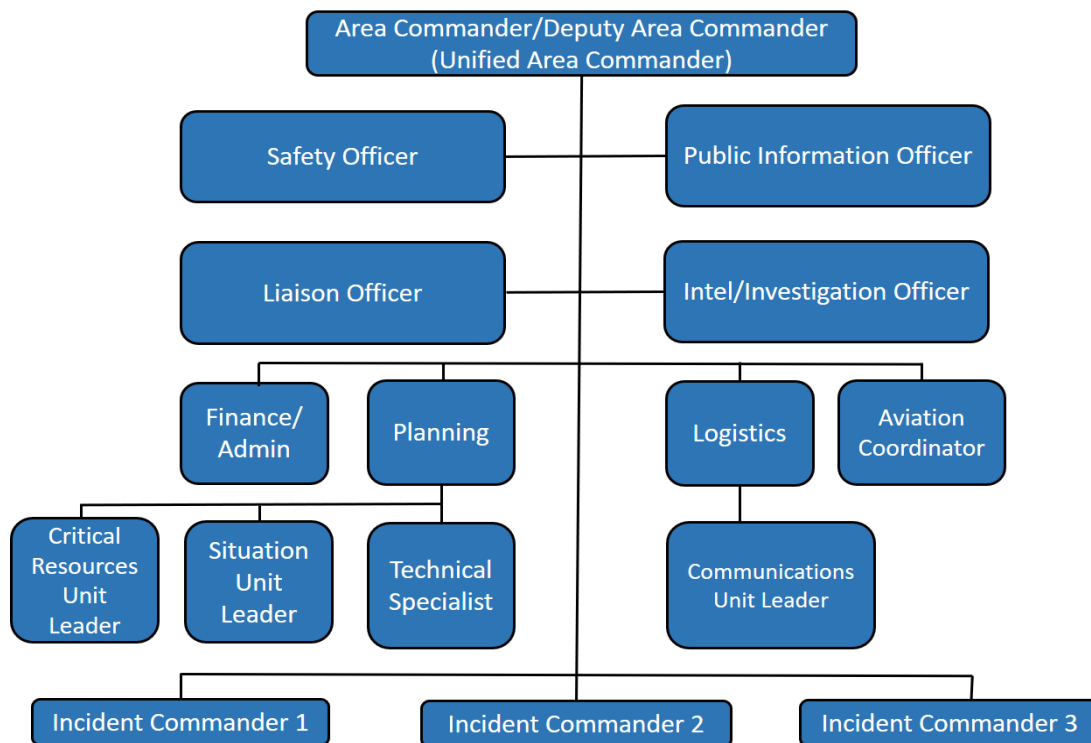 Area Commander/Deputy Area Commander
(Unified Area Commander)
Safety Officer
Public Information Officer
Liaison Officer
Intel/Investigation Officer
Finance/
Admin
Planning
Logistics
Aviation
Coordinator
Critical
Resources
Unit
Leader
Situation
Unit
Leader
Technical
Specialist
Communications
Unit Leader
Incident Commander 1
Incident Commander 2
Incident Commander 3